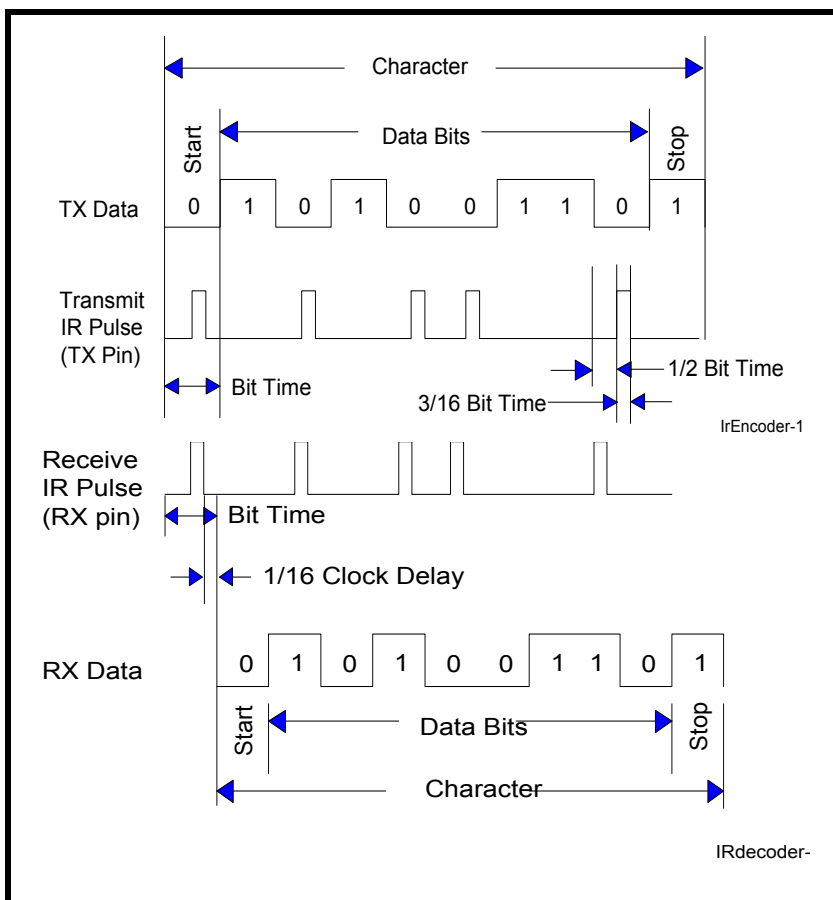 Character
Start
Data Bits
Stop
TX Data
0 1 0 1 0 0 1 1 0 1
Transmit
IR Pulse
(TX Pin)
Bit Time
1/2 Bit Time
3/16 Bit Time
IrEncoder-1
Receive
IR Pulse
(RX pin)
Bit Time
1/16 Clock Delay
RX Data
0 1 0 1 0 0 1 1 0 1
Start
Data Bits
Stop
Character
IRdecoder-